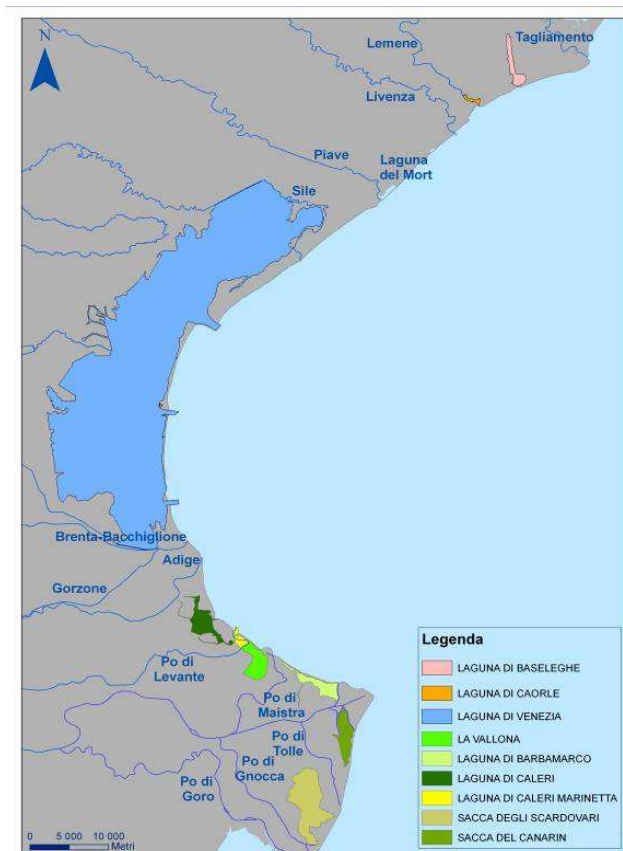 N
Tagliamento
Lemene
Livenza
Piave
Laguna
del Mort
Sile
Brenta-Bacchiglione
Adige
Gorzone
Po di
Levante
Po di
Maistra
Po di
Tolle
Po di
Gnocca
Po di
Goro
Legenda
LAGUNA DI BASELEGHE
LAGUNA DI CAORLE
LAGUNA DI VENEZIA
LA VALLONA
LAGUNA DI BARBAMARCO
LAGUNA DI CALERI
LAGUNA DI CALERI MARINETTA
SACCA DEGLI SCARDOVARI
SACCA DEL CANARIN
0 5 000 10 000
Metri